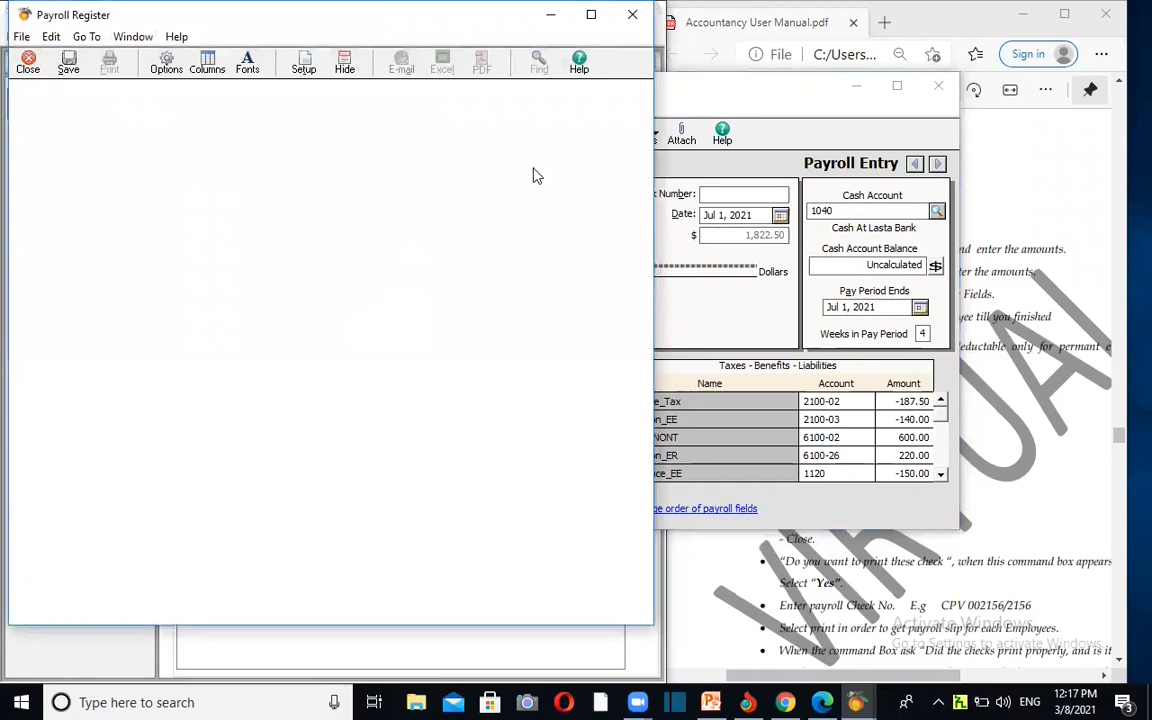 Payroll Register
File Edit Go To Window Help
Close Save Print Options Columns Fonts Setup Hide E-mail Excel PDF Find Help
Accountancy User Manual.pdf
File C:/Users... Sign in
Attach Help
Payroll Entry
Number:
Date: Jul 1, 2021
$ 1,822.50
Dollars
Cash Account
1040
Cash At Lasta Bank
Cash Account Balance
Uncalculated
Pay Period Ends
Jul 1, 2021
Weeks in Pay Period 4
Taxes - Benefits - Liabilities
Name Account Amount
e_Tax 2100-02 -187.50
on_EE 2100-03 -140.00
NONT 6100-02 600.00
on_ER 6100-26 220.00
ce_EE 1120 -150.00
ge order of payroll fields
nd enter the amounts.
ter the amounts.
Fields.
yee till you finished
deductable only for permant e
- Close.
"Do you want to print these check ", when this command box appears
Select "Yes".
Enter payroll Check No. E.g CPV 002156/2156
Select print in order to get payroll slip for each Employees.
When the command Box ask "Did the checks print properly, and is it
VIRTUAL
Activate Windows
Go to Settings to activate Windows.
Type here to search
ENG
12:17 PM
3/8/2021
3